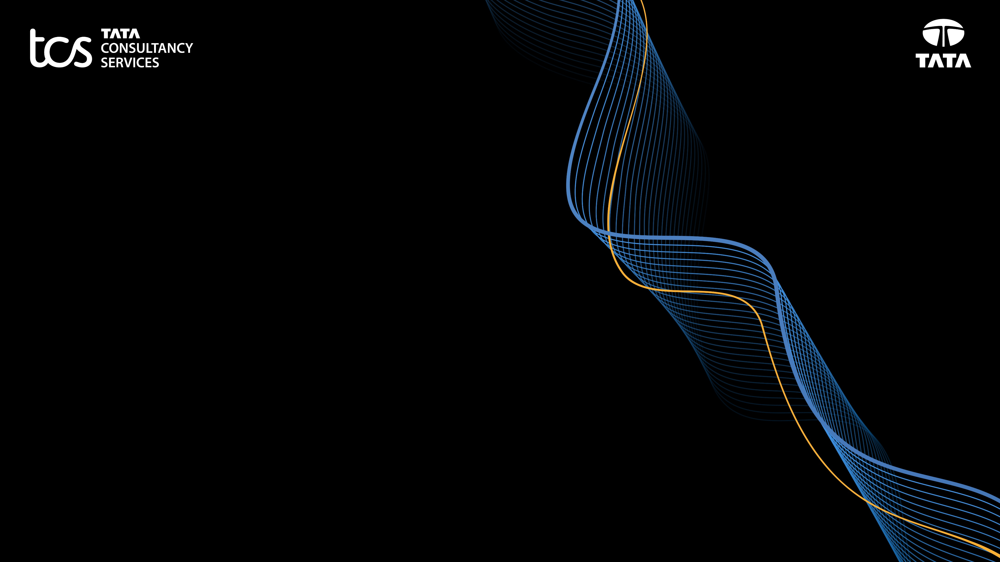 tcs
TATA
CONSULTANCY
SERVICES
TATA